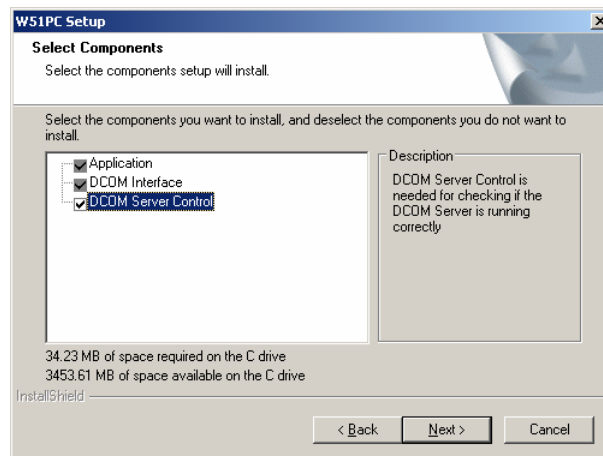 W51PC Setup
Select Components
Select the components setup will install.
Select the components you want to install, and deselect the components you do not want to
install.
Application
DCOM Interface
DCOM Server Control
Description
DCOM Server Control is
needed for checking if the
DCOM Server is running
correctly
34.23 MB of space required on the C drive
3453.61 MB of space available on the C drive
InstallShield
< Back
Next >
Cancel